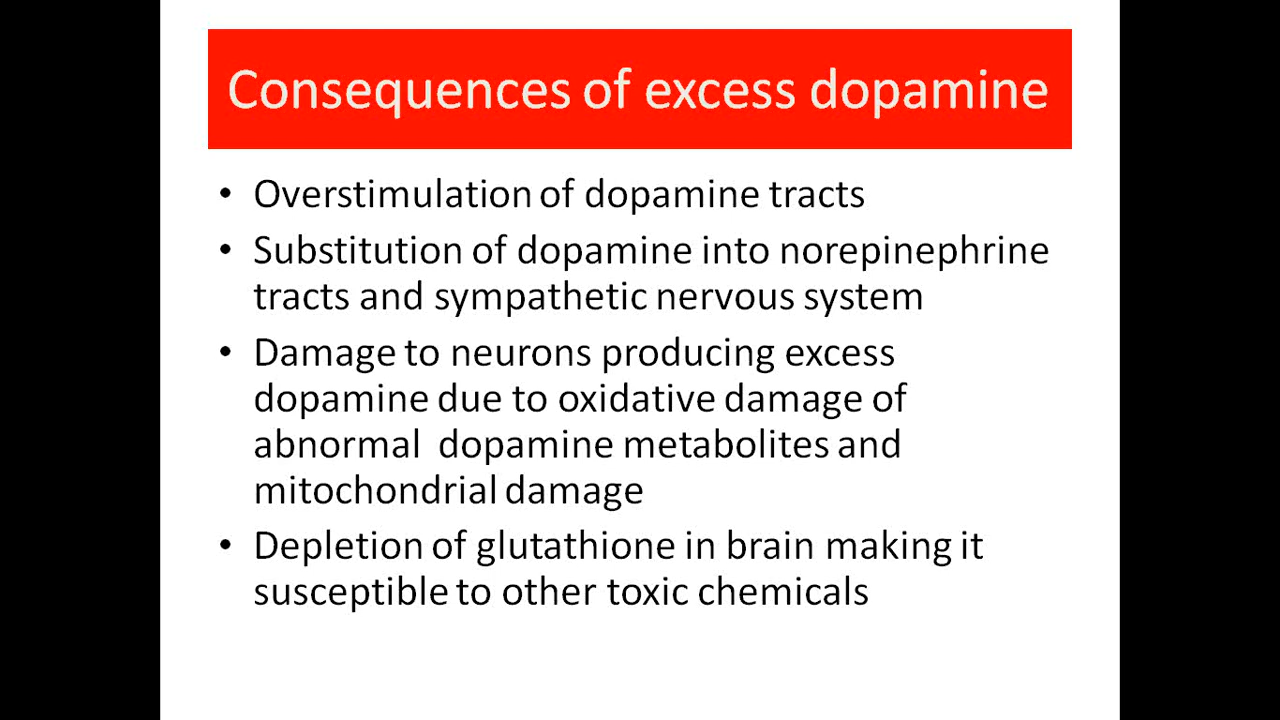 Consequences of excess dopamine
• Overstimulation of dopamine tracts
• Substitution of dopamine into norepinephrine
tracts and sympathetic nervous system
• Damage to neurons producing excess
dopamine due to oxidative damage of
abnormal  dopamine metabolites and
mitochondrial damage
• Depletion of glutathione in brain making it
susceptible to other toxic chemicals